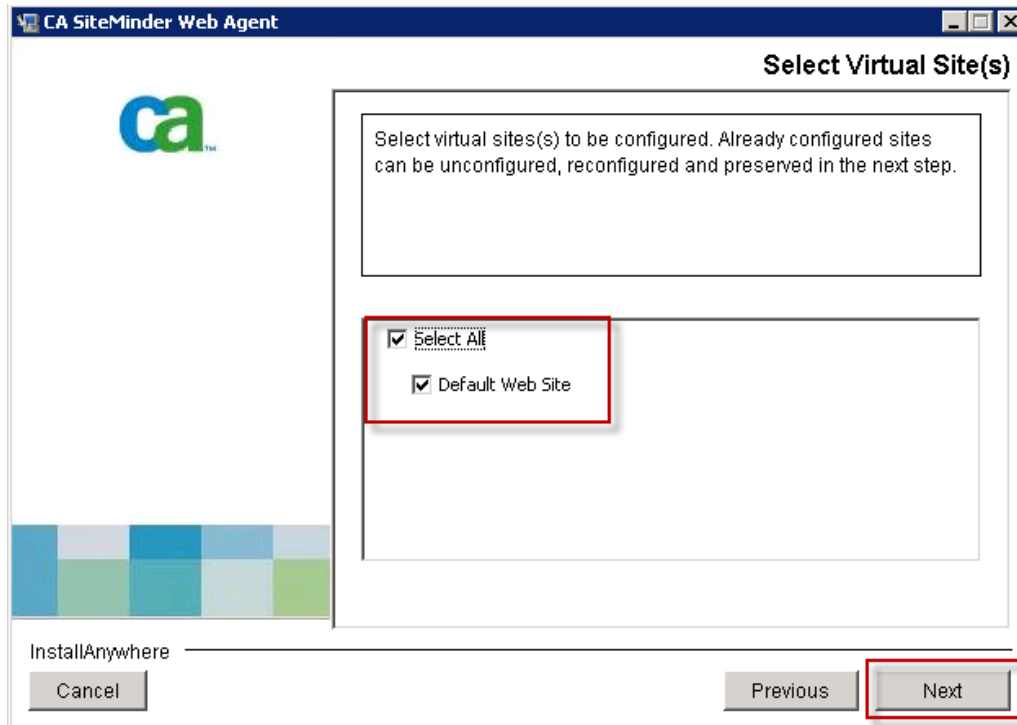 CA SiteMinder Web Agent
Select Virtual Site(s)
ca
Select virtual sites(s) to be configured. Already configured sites
can be unconfigured, reconfigured and preserved in the next step.
Select All
Default Web Site
InstallAnywhere
Cancel
Previous
Next